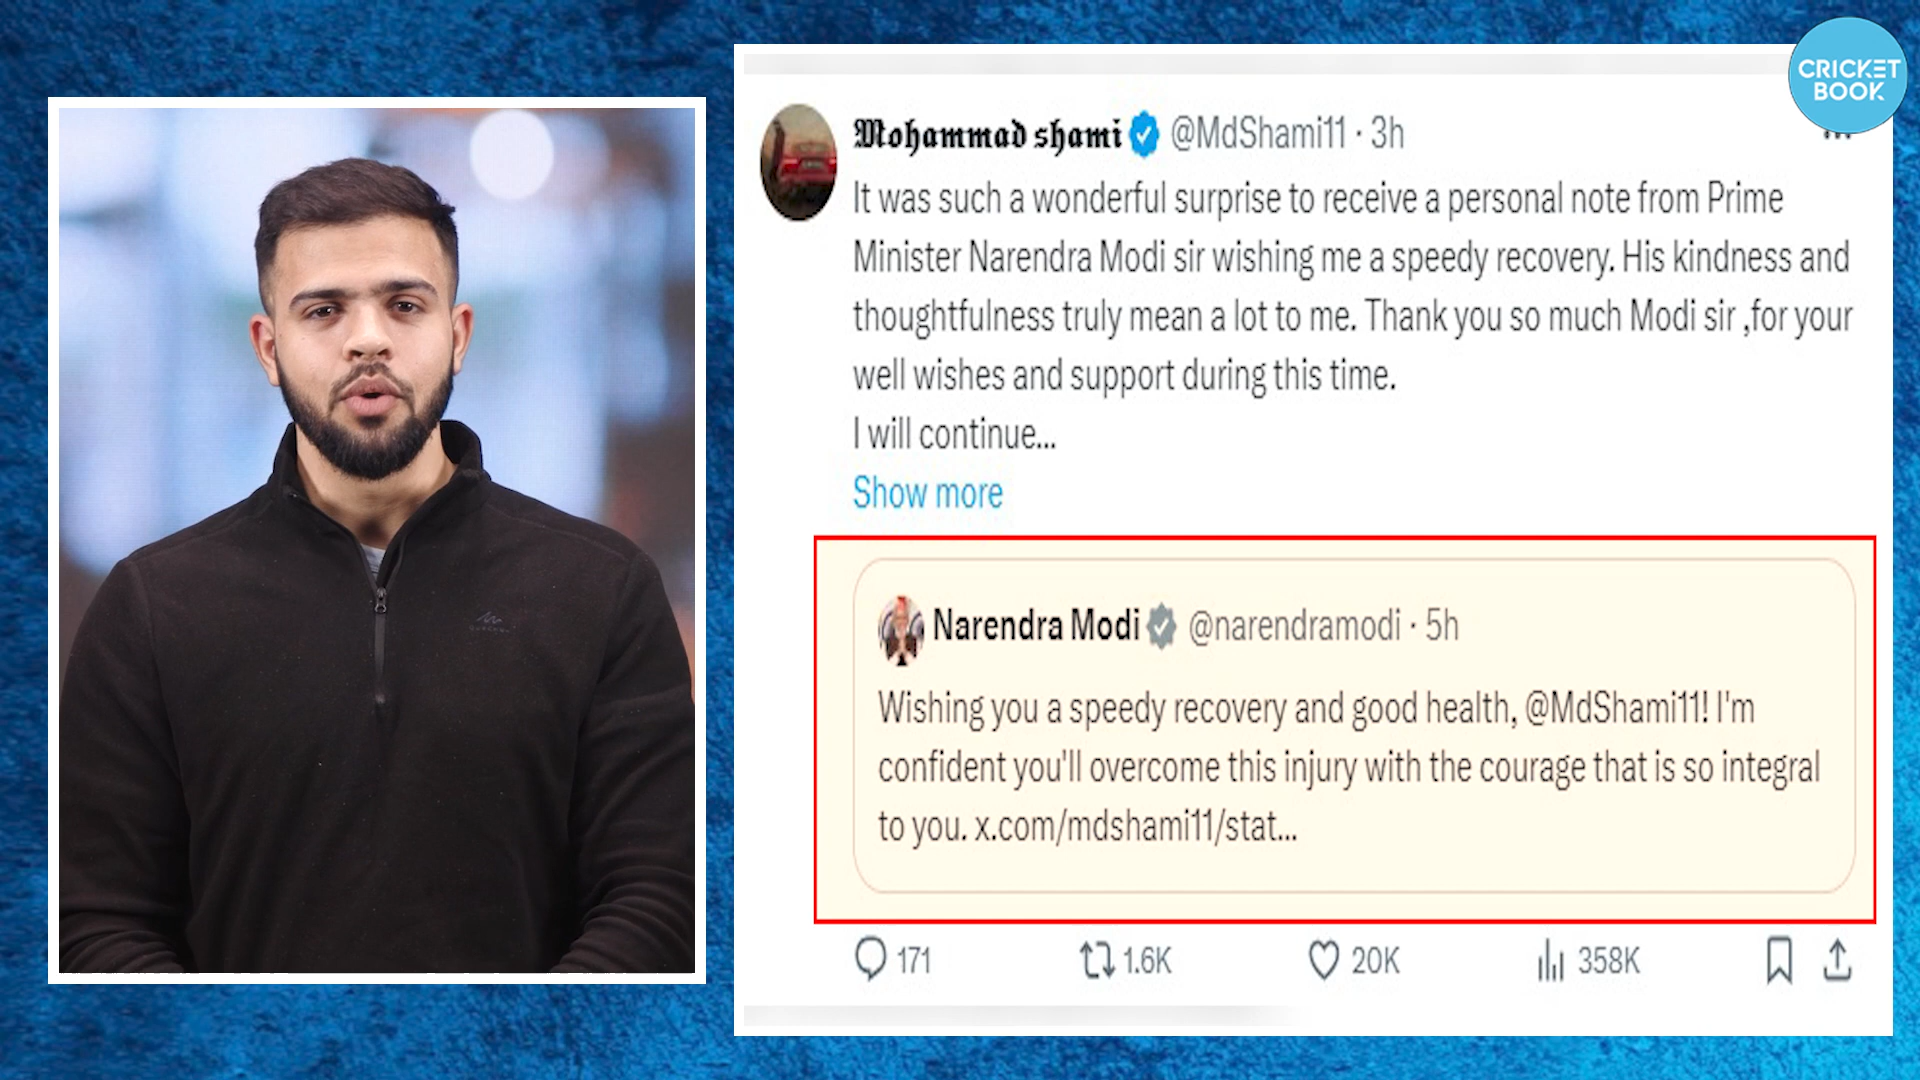 CRICKET
BOOK
Mohammad shami @MdShami11 · 3h
It was such a wonderful surprise to receive a personal note from Prime
Minister Narendra Modi sir wishing me a speedy recovery. His kindness and
thoughtfulness truly mean a lot to me. Thank you so much Modi sir ,for your
well wishes and support during this time.
I will continue...
Show more
Narendra Modi @narendramodi · 5h
Wishing you a speedy recovery and good health, @MdShami11! I'm
confident you'll overcome this injury with the courage that is so integral
to you. x.com/mdshami11/stat...
171 1.6K 20K 358K